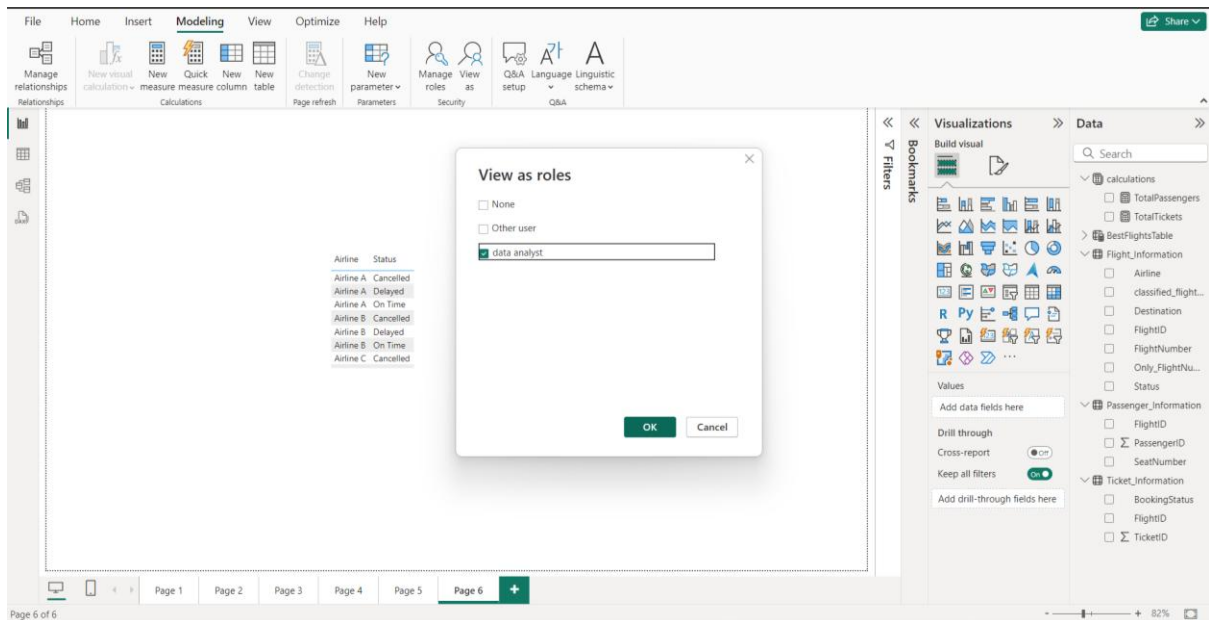 File Home Insert Modeling View Optimize Help
Share
Manage relationships
New visual calculation
New measure
Quick measure
New column
New table
Change detection
New parameter
Manage roles
View as
Q&A setup
Language
Linguistic schema
Relationships
Calculations
Page refresh
Parameters
Security
Q&A
Airline Status
Airline A Cancelled
Airline A Delayed
Airline A On Time
Airline B Cancelled
Airline B Delayed
Airline B On Time
Airline C Cancelled
View as roles
None
Other user
data analyst
OK Cancel
Filters
Bookmarks
Visualizations
Build visual
123
R Py
Values
Add data fields here
Drill through
Cross-report Off
Keep all filters On
Add drill-through fields here
Data
Search
calculations
TotalPassengers
TotalTickets
BestFlightsTable
Flight_Information
Airline
classified_flight...
Destination
FlightID
FlightNumber
Only_FlightNu...
Status
Passenger_Information
FlightID
PassengerID
SeatNumber
Ticket_Information
BookingStatus
FlightID
TicketID
Page 1 Page 2 Page 3 Page 4 Page 5 Page 6 +
Page 6 of 6
- + 82%